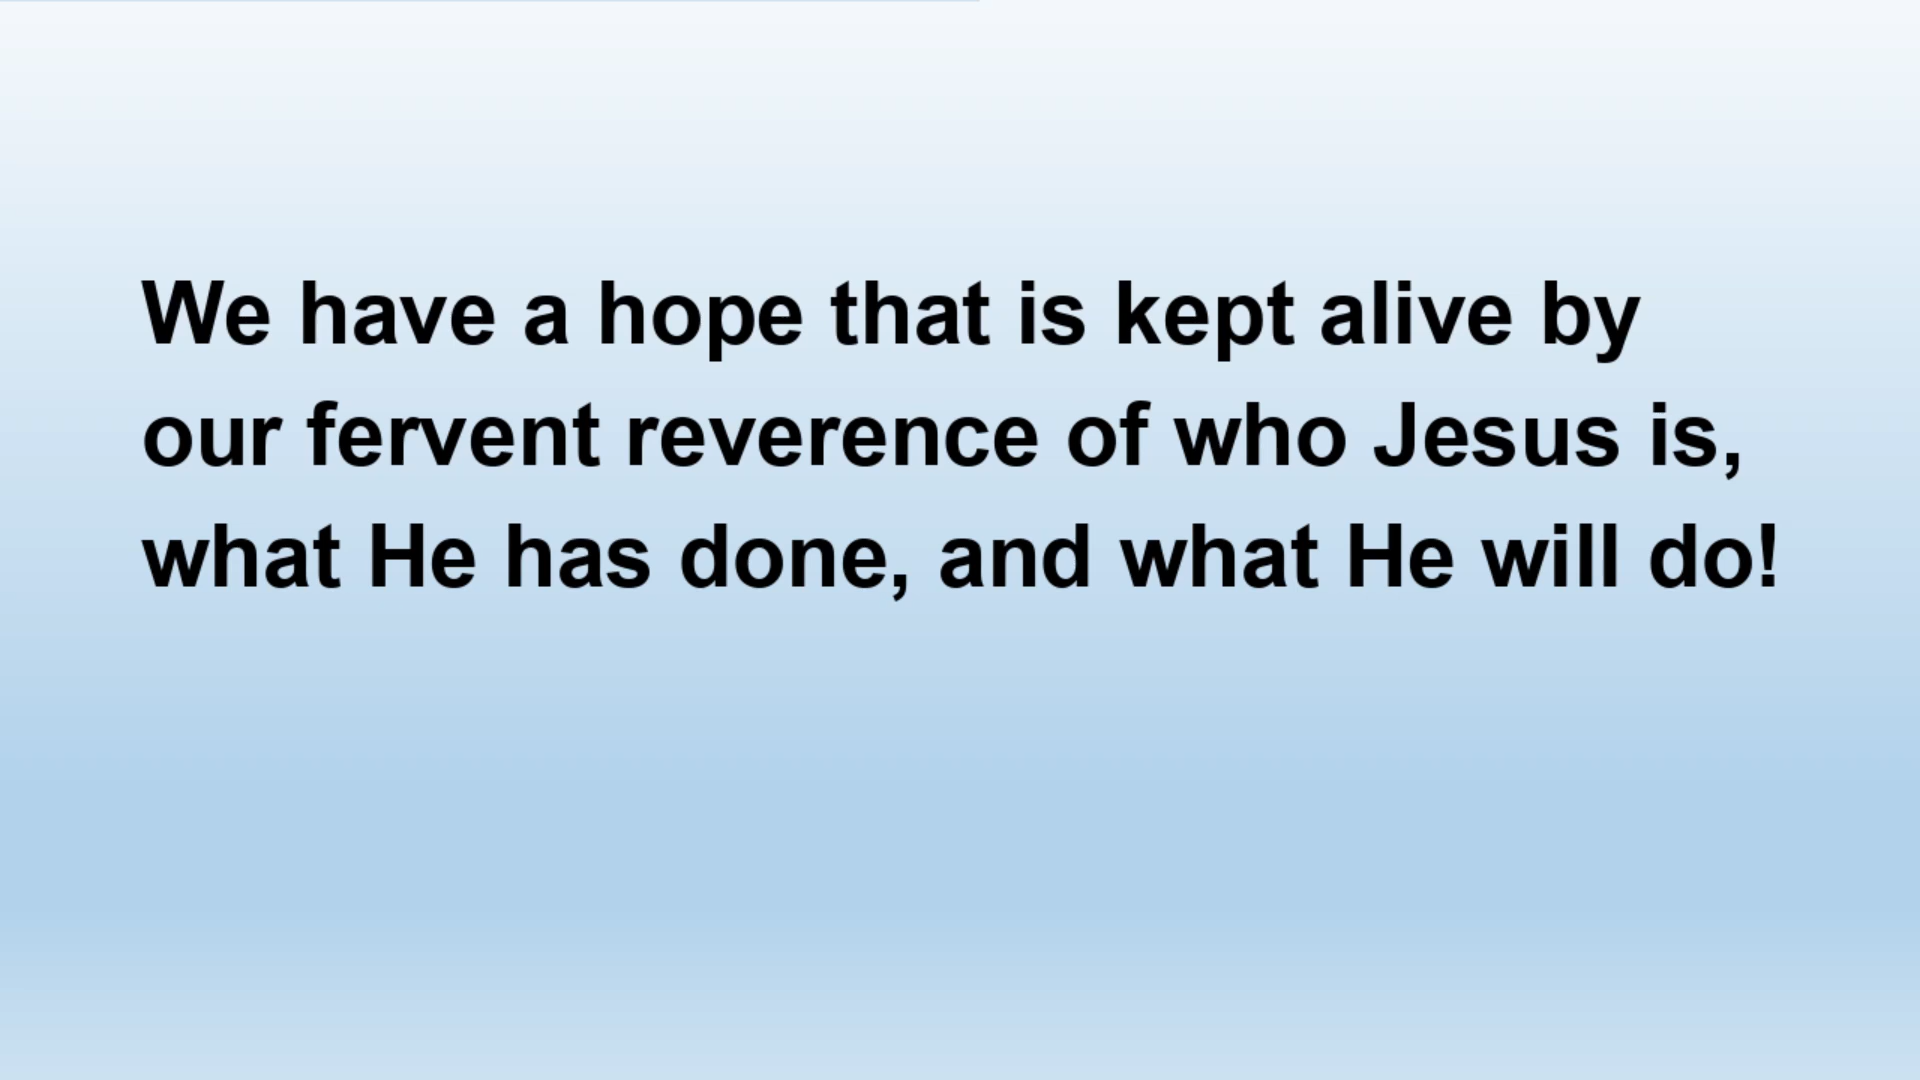 We have a hope that is kept alive by
our fervent reverence of who Jesus is,
what He has done, and what He will do!